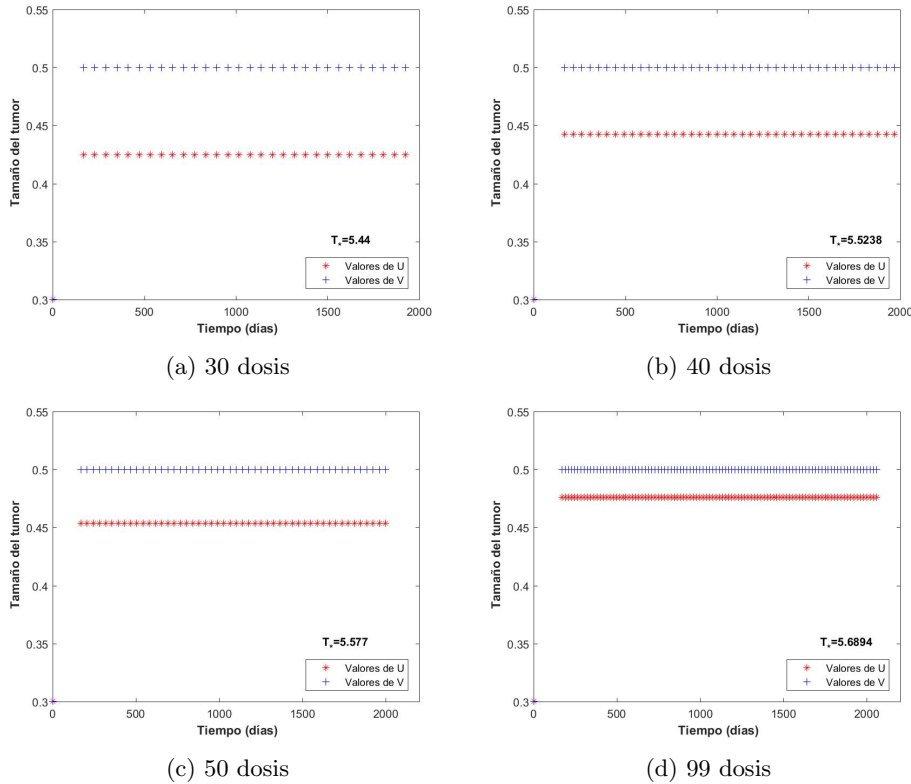 0.55
0.5
0.45
0.4
0.35
0.3
Tamaño del tumor
T*=5.44
Valores de U
Valores de V
0 500 1000 1500 2000
Tiempo (días)
(a) 30 dosis
0.55
0.5
0.45
0.4
0.35
0.3
Tamaño del tumor
T*=5.5238
Valores de U
Valores de V
0 500 1000 1500 2000
Tiempo (días)
(b) 40 dosis
0.55
0.5
0.45
0.4
0.35
0.3
Tamaño del tumor
T*=5.577
Valores de U
Valores de V
0 500 1000 1500 2000
Tiempo (días)
(c) 50 dosis
0.55
0.5
0.45
0.4
0.35
0.3
Tamaño del tumor
T*=5.6894
Valores de U
Valores de V
0 500 1000 1500 2000
Tiempo (días)
(d) 99 dosis